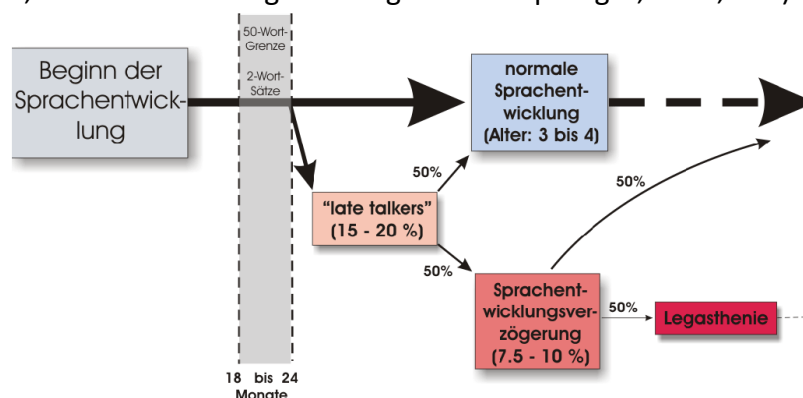 50-Wort-
Grenze
2-Wort-
Sätze
Beginn der
Sprachentwick-
lung
normale
Sprachent-
wicklung
(Alter: 3 bis 4)
50%
50%
"late talkers"
(15 - 20 %)
50%
Sprachent-
wicklungsver-
zögerung
(7.5 - 10 %)
50%
Legasthenie
18 bis 24
Monate